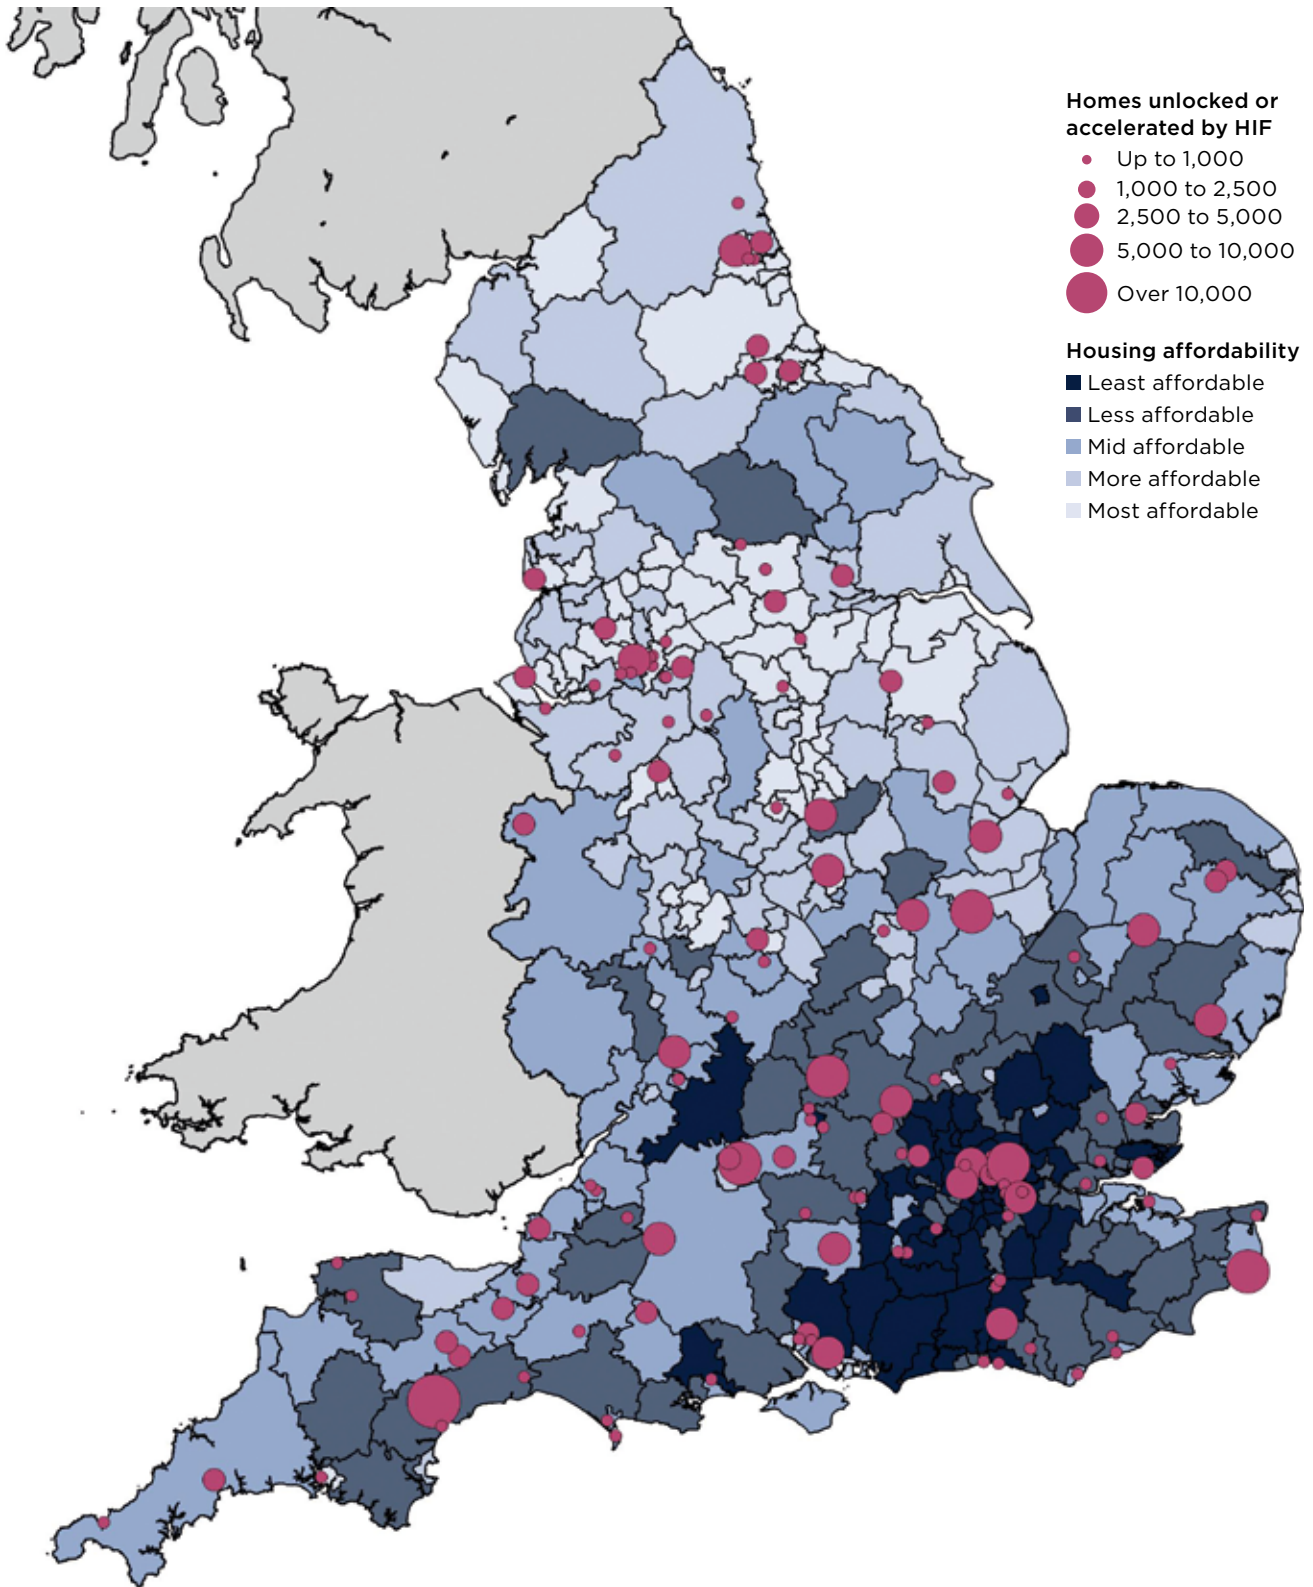 Homes unlocked or
accelerated by HIF
Up to 1,000
1,000 to 2,500
2,500 to 5,000
5,000 to 10,000
Over 10,000
Housing affordability
Least affordable
Less affordable
Mid affordable
More affordable
Most affordable